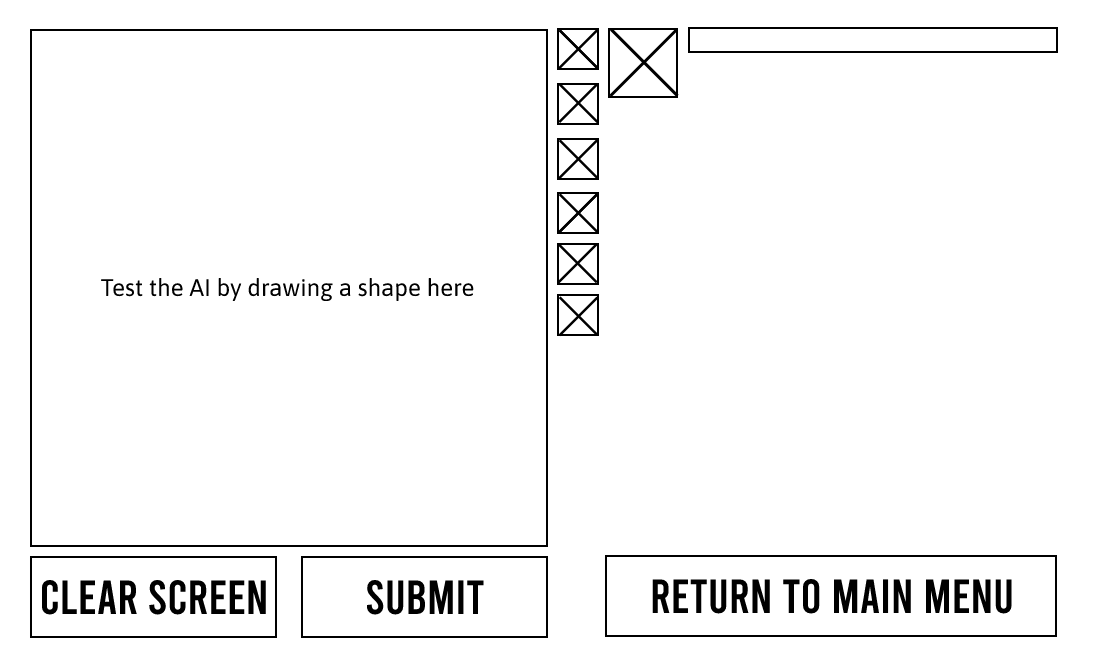 Test the AI by drawing a shape here
CLEAR SCREEN
SUBMIT
RETURN TO MAIN MENU